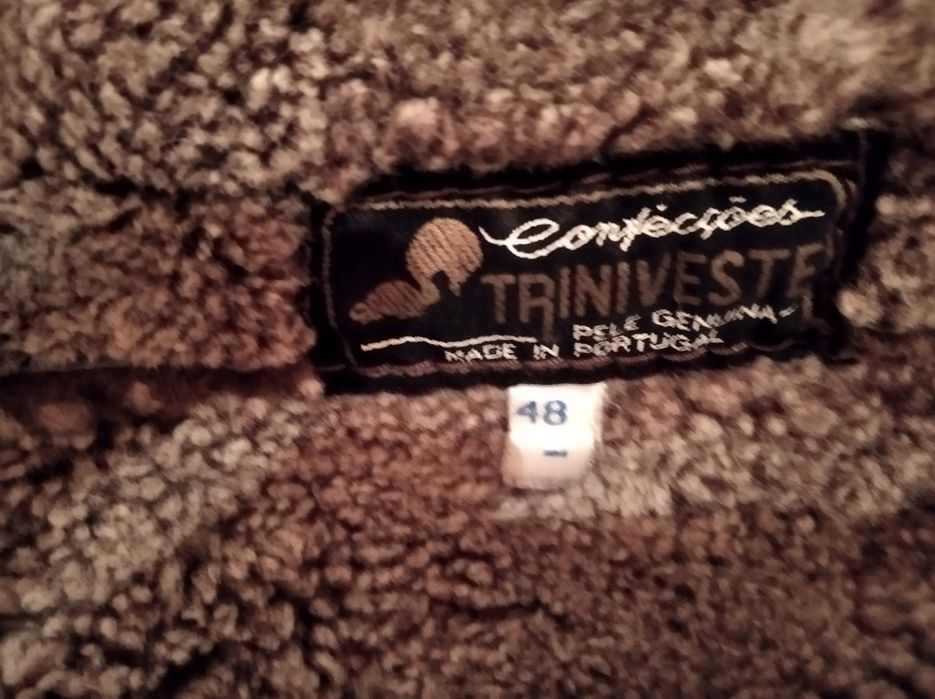 Confecções
TRINIVESTE
PELE GENUINA
MADE IN PORTUGAL
48